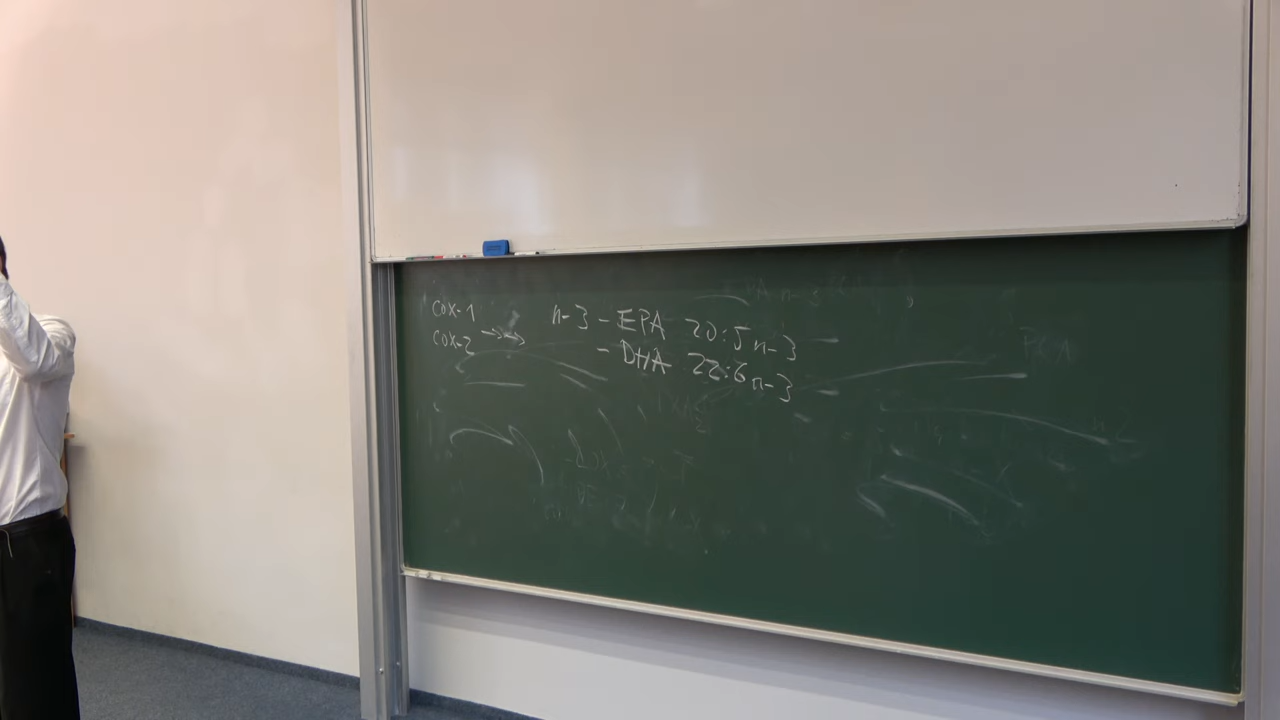 COX-1
COX-2 →→
n-3 - EPA 20:5 n-3
- DHA 22:6 n-3